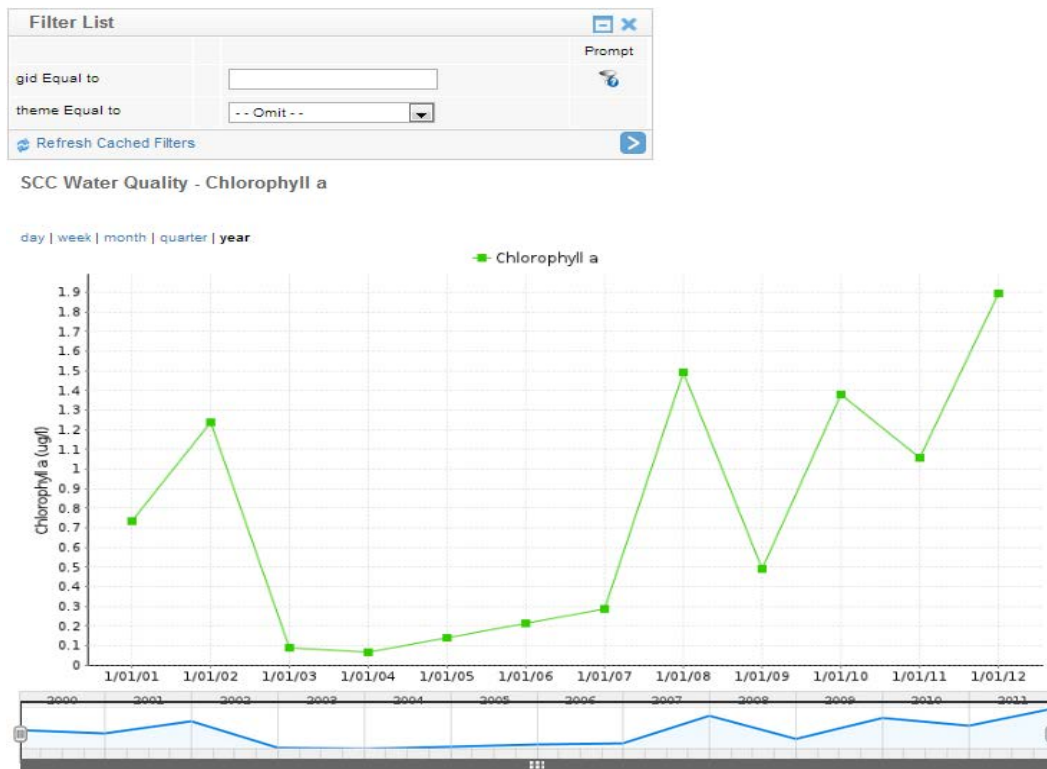 Filter List
Prompt
gid Equal to
theme Equal to
- - Omit - -
Refresh Cached Filters
SCC Water Quality - Chlorophyll a
day | week | month | quarter | year
Chlorophyll a
Chlorophyll a (ug/l)
1.9
1.8
1.7
1.6
1.5
1.4
1.3
1.2
1.1
1
0.9
0.8
0.7
0.6
0.5
0.4
0.3
0.2
0.1
0
1/01/01 1/01/02 1/01/03 1/01/04 1/01/05 1/01/06 1/01/07 1/01/08 1/01/09 1/01/10 1/01/11 1/01/12
2000 2001 2002 2003 2004 2005 2006 2007 2008 2009 2010 2011